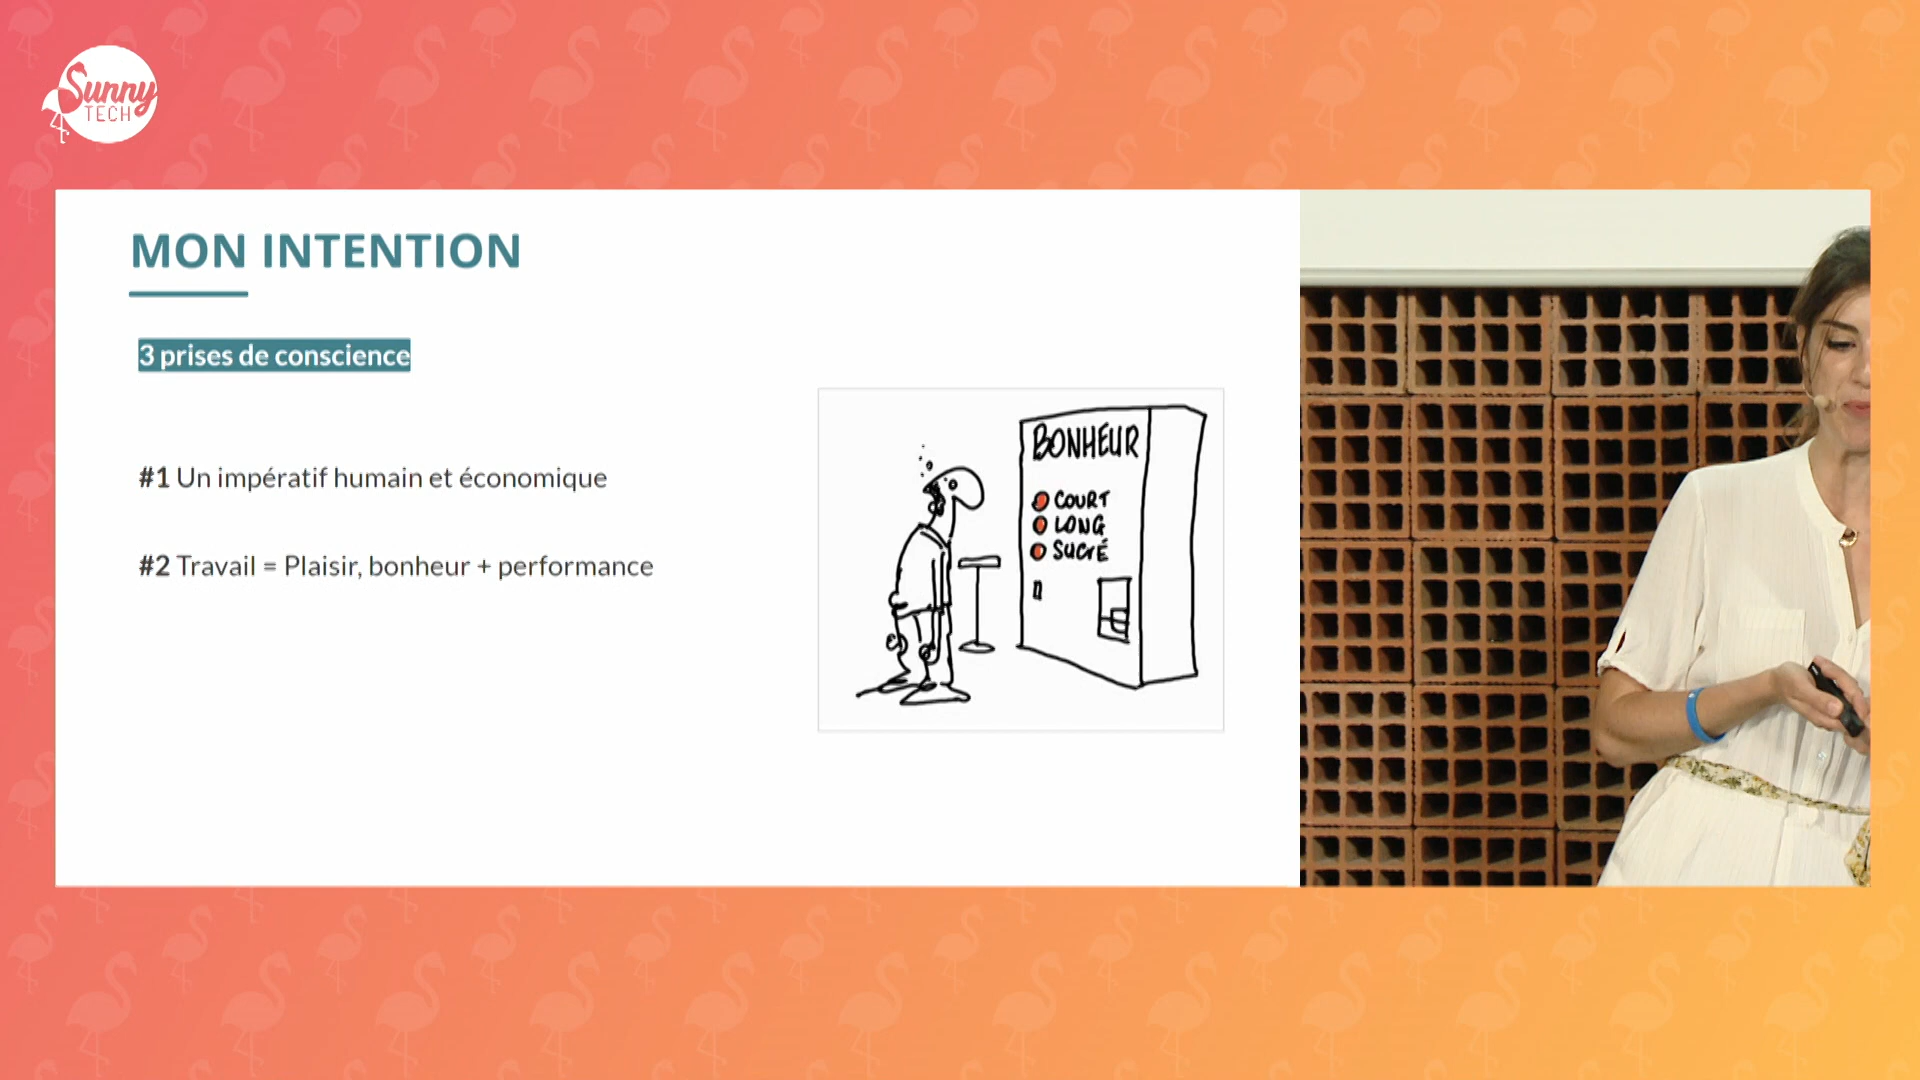 Sunny
TECH
MON INTENTION
3 prises de conscience
#1 Un impératif humain et économique
#2 Travail = Plaisir, bonheur + performance
BONHEUR
COURT
LONG
SUCRÉ